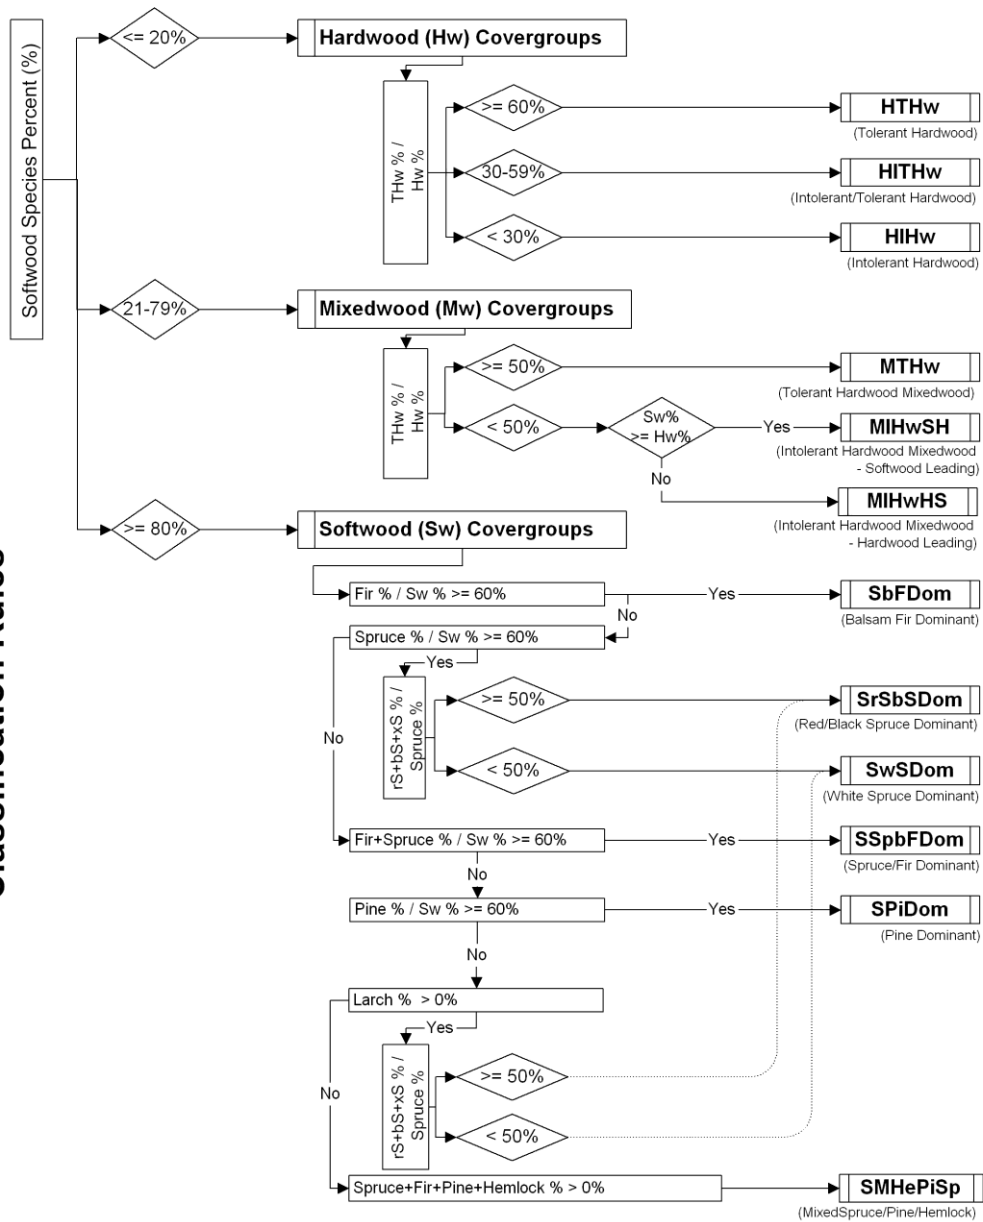 Softwood Species Percent (%)
<= 20%
Hardwood (Hw) Covergroups
THw % /
Hw %
>= 60%
HTHw
(Tolerant Hardwood)
30-59%
HITHw
(Intolerant/Tolerant Hardwood)
< 30%
HIHw
(Intolerant Hardwood)
21-79%
Mixedwood (Mw) Covergroups
THw % /
Hw %
>= 50%
MTHw
(Tolerant Hardwood Mixedwood)
< 50%
Sw%
>= Hw%
Yes
MIHwSH
(Intolerant Hardwood Mixedwood
- Softwood Leading)
No
MIHwHS
(Intolerant Hardwood Mixedwood
- Hardwood Leading)
>= 80%
Softwood (Sw) Covergroups
Fir % / Sw % >= 60%
Yes
SbFDom
(Balsam Fir Dominant)
No
Spruce % / Sw % >= 60%
Yes
rS+bS+xS % /
Spruce %
>= 50%
SrSbSDom
(Red/Black Spruce Dominant)
No
< 50%
SwSDom
(White Spruce Dominant)
Fir+Spruce % / Sw % >= 60%
Yes
SSpbFDom
(Spruce/Fir Dominant)
No
Pine % / Sw % >= 60%
Yes
SPiDom
(Pine Dominant)
No
Larch % > 0%
Yes
rS+bS+xS % /
Spruce %
>= 50%
No
< 50%
Spruce+Fir+Pine+Hemlock % > 0%
SMHePiSp
(MixedSpruce/Pine/Hemlock)